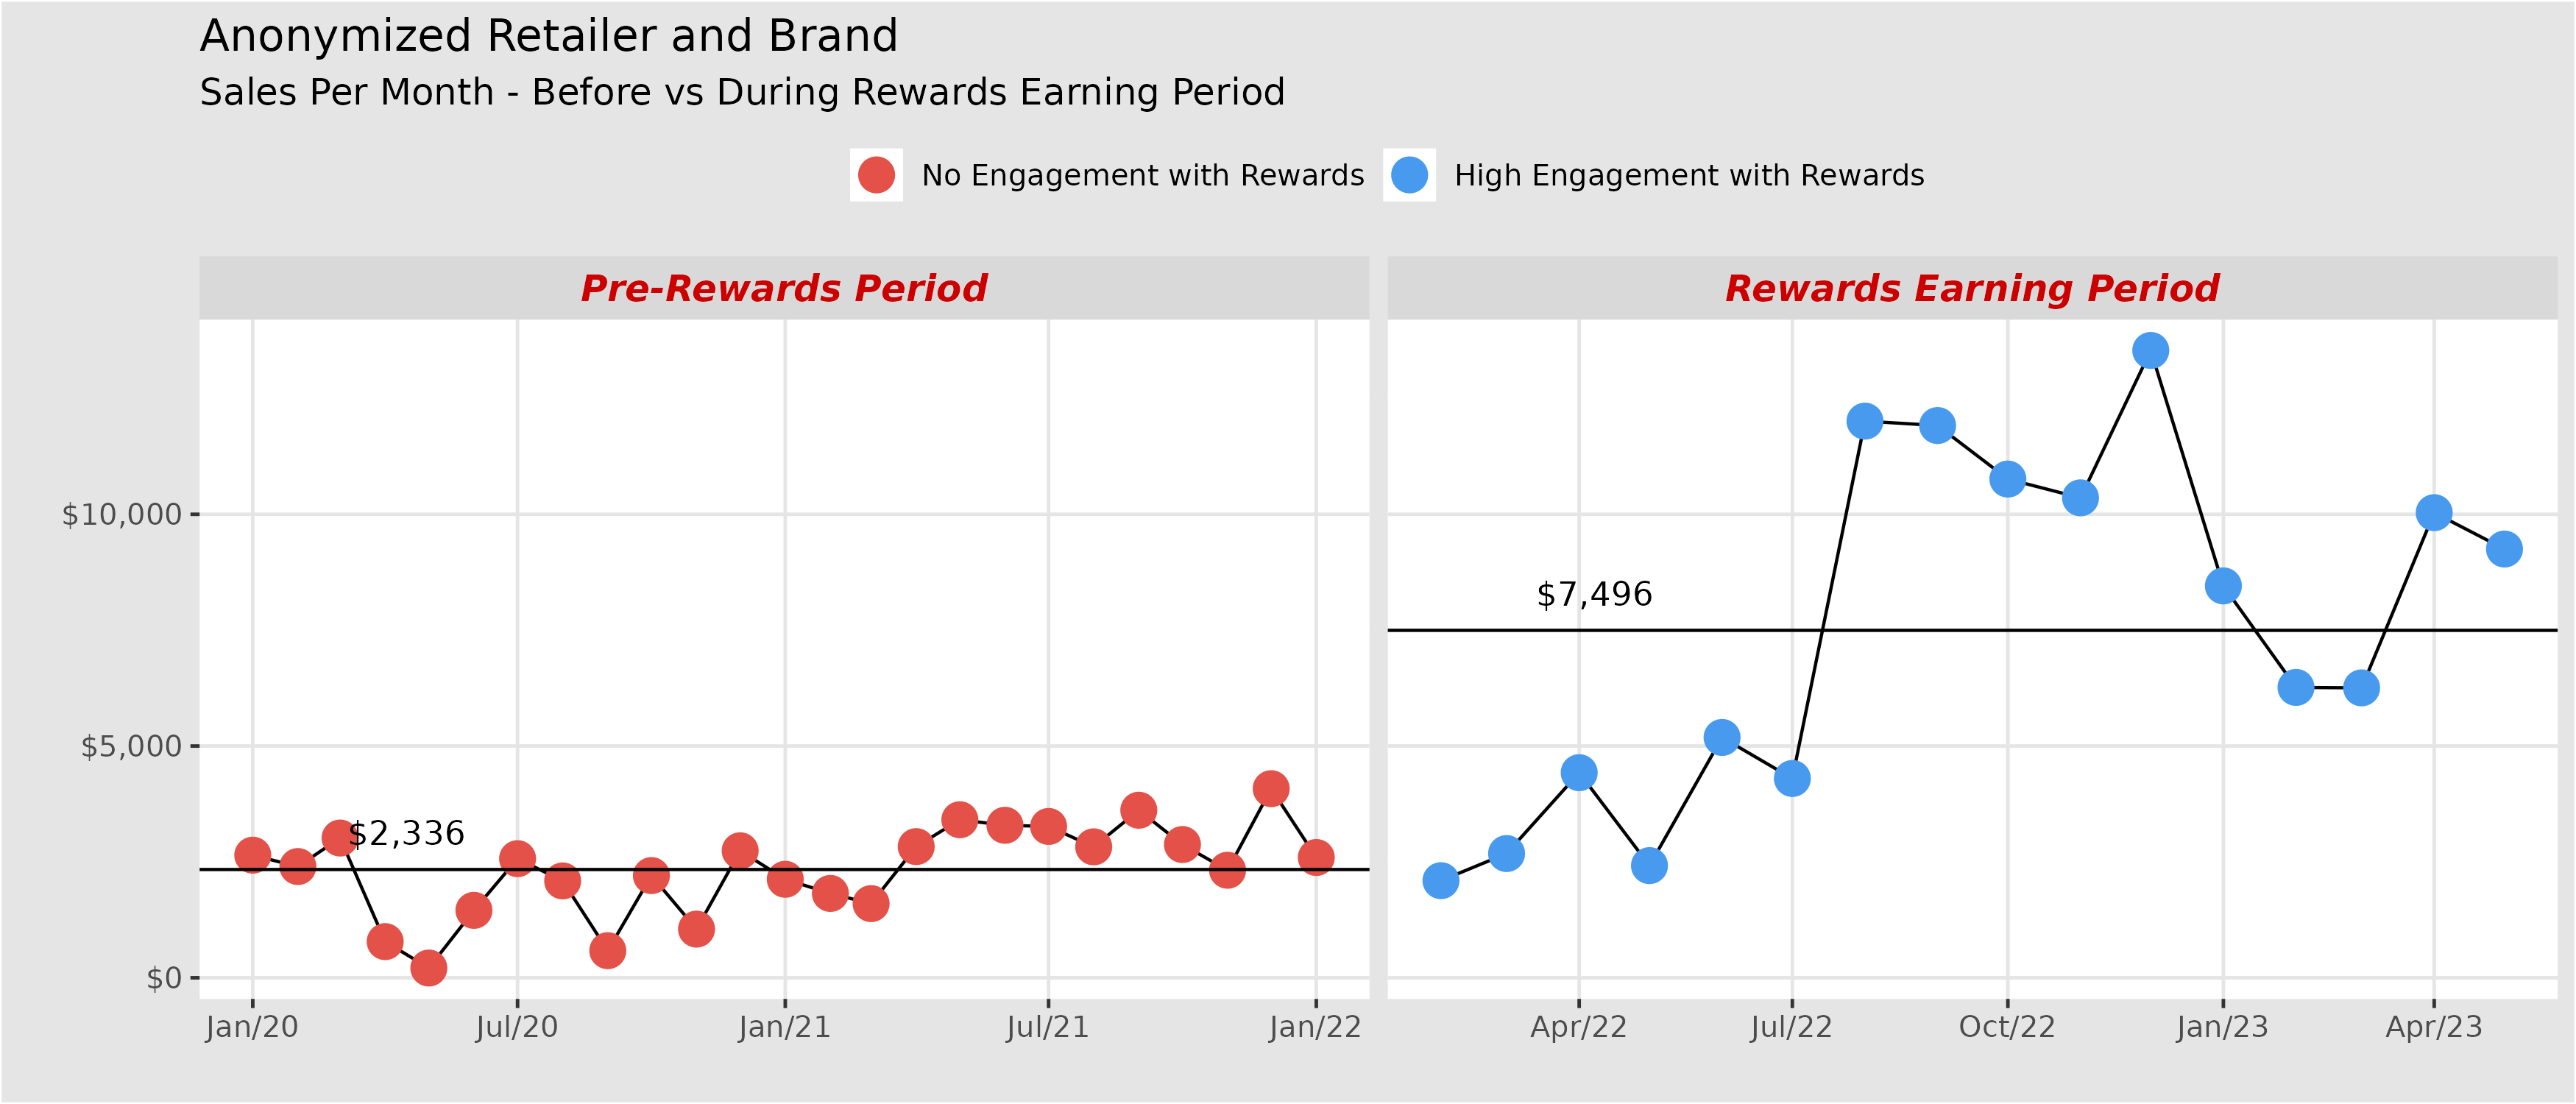 Anonymized Retailer and Brand
Sales Per Month - Before vs During Rewards Earning Period
No Engagement with Rewards High Engagement with Rewards
Pre-Rewards Period
Rewards Earning Period
$10,000
$5,000
$0
$2,336
$7,496
Jan/20 Jul/20 Jan/21 Jul/21 Jan/22 Apr/22 Jul/22 Oct/22 Jan/23 Apr/23